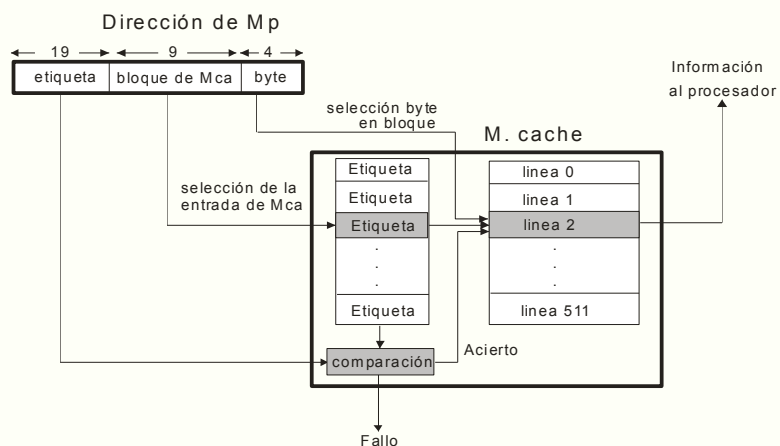 Dirección de Mp
19 9 4
etiqueta bloque de Mca byte
Información
al procesador
selección byte
en bloque
M. cache
selección de la
entrada de Mca
Etiqueta
Etiqueta
Etiqueta
.
.
.
Etiqueta
linea 0
linea 1
linea 2
.
.
.
linea 511
comparación
Acierto
Fallo